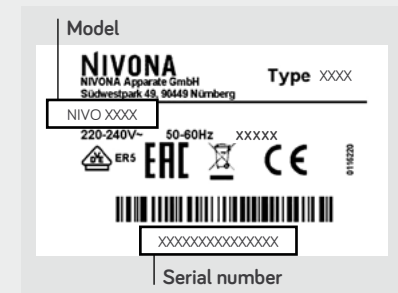 Model
NIVONA
NIVONA Apparate GmbH
Type XXXX
Südwestpark 49, 90449 Nürnberg
NIVO XXXX
220-240V~ 50-60Hz XXXXX
ER5 EAC CE
0116220
XXXXXXXXXXXXXXX
Serial number